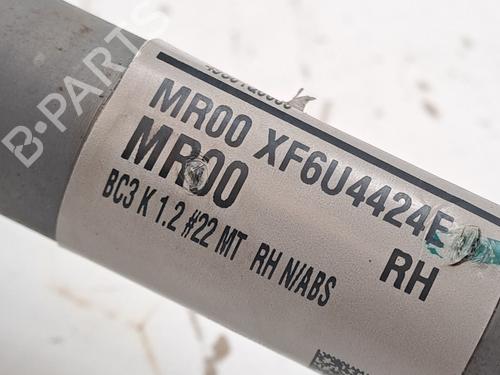 B-PARTS
MR00 XF6U4424E
MR00
BC3 K 1.2 #22 MT RH N/ABS
RH